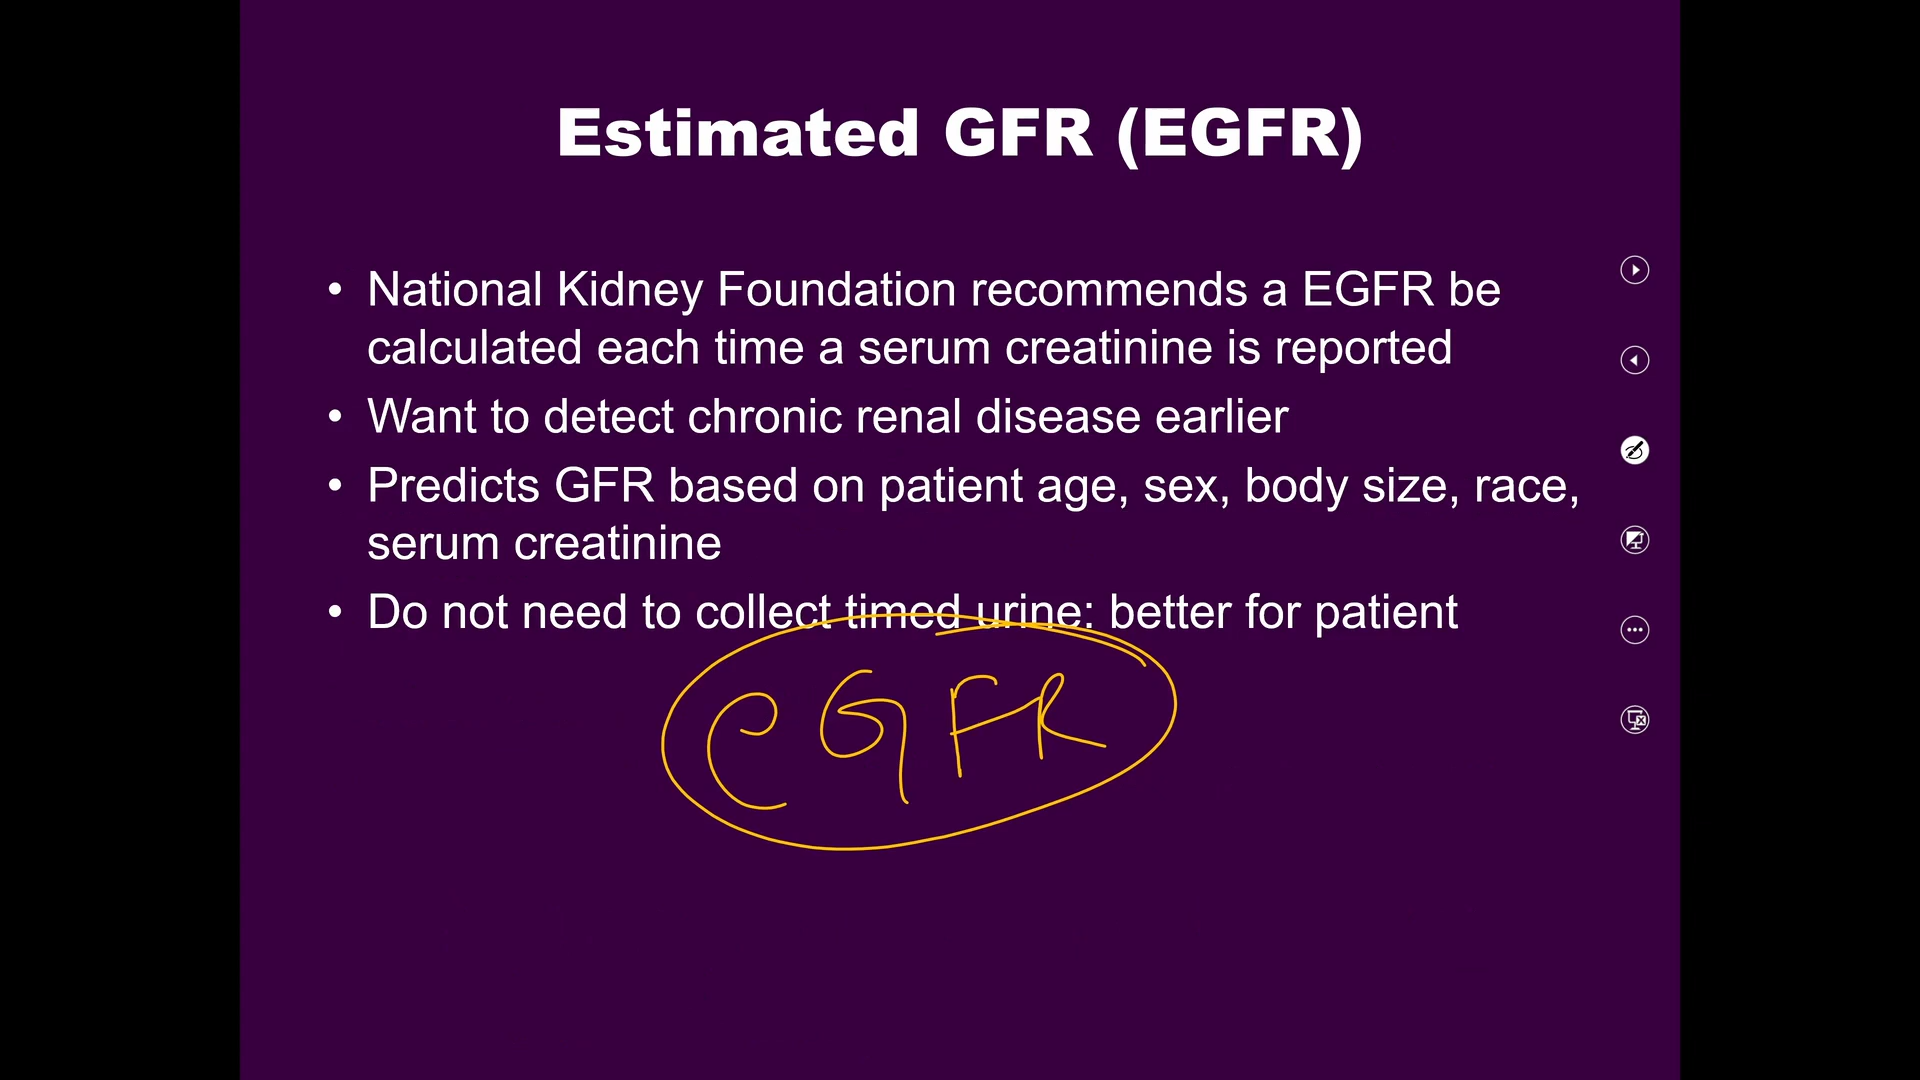 Estimated GFR (EGFR)
• National Kidney Foundation recommends a EGFR be
calculated each time a serum creatinine is reported
• Want to detect chronic renal disease earlier
• Predicts GFR based on patient age, sex, body size, race,
serum creatinine
• Do not need to collect timed urine: better for patient
eGFR